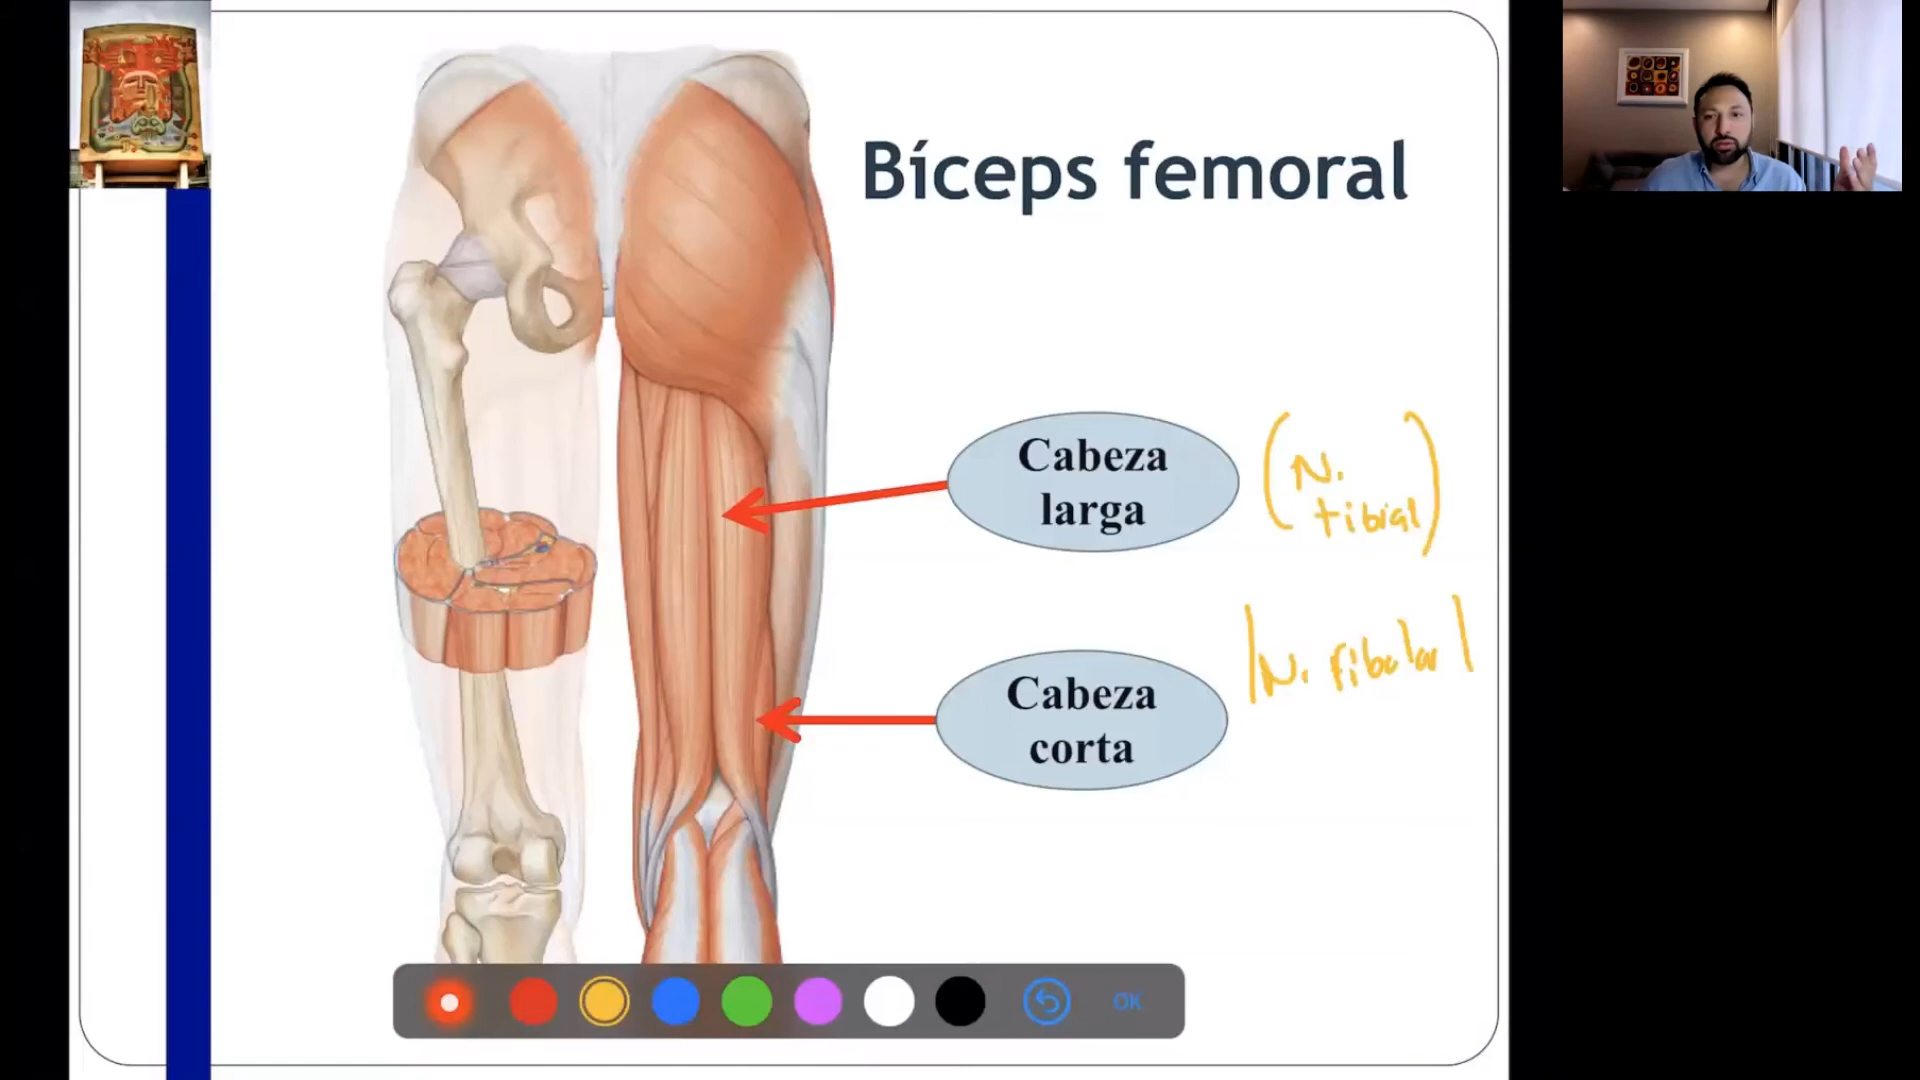 Bíceps femoral
Cabeza
larga
(N.
tibial)
N. fibular
Cabeza
corta
OK